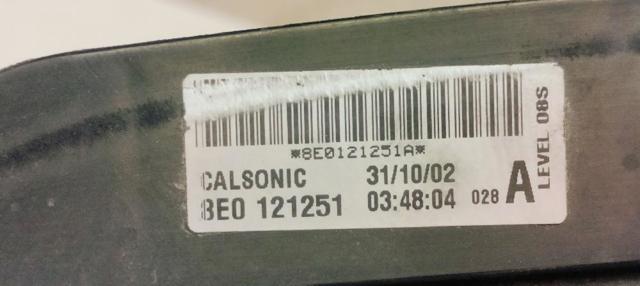 *8E0121251A*
CALSONIC 31/10/02
8E0 121251 03:48:04 028 A
LEVEL 08S